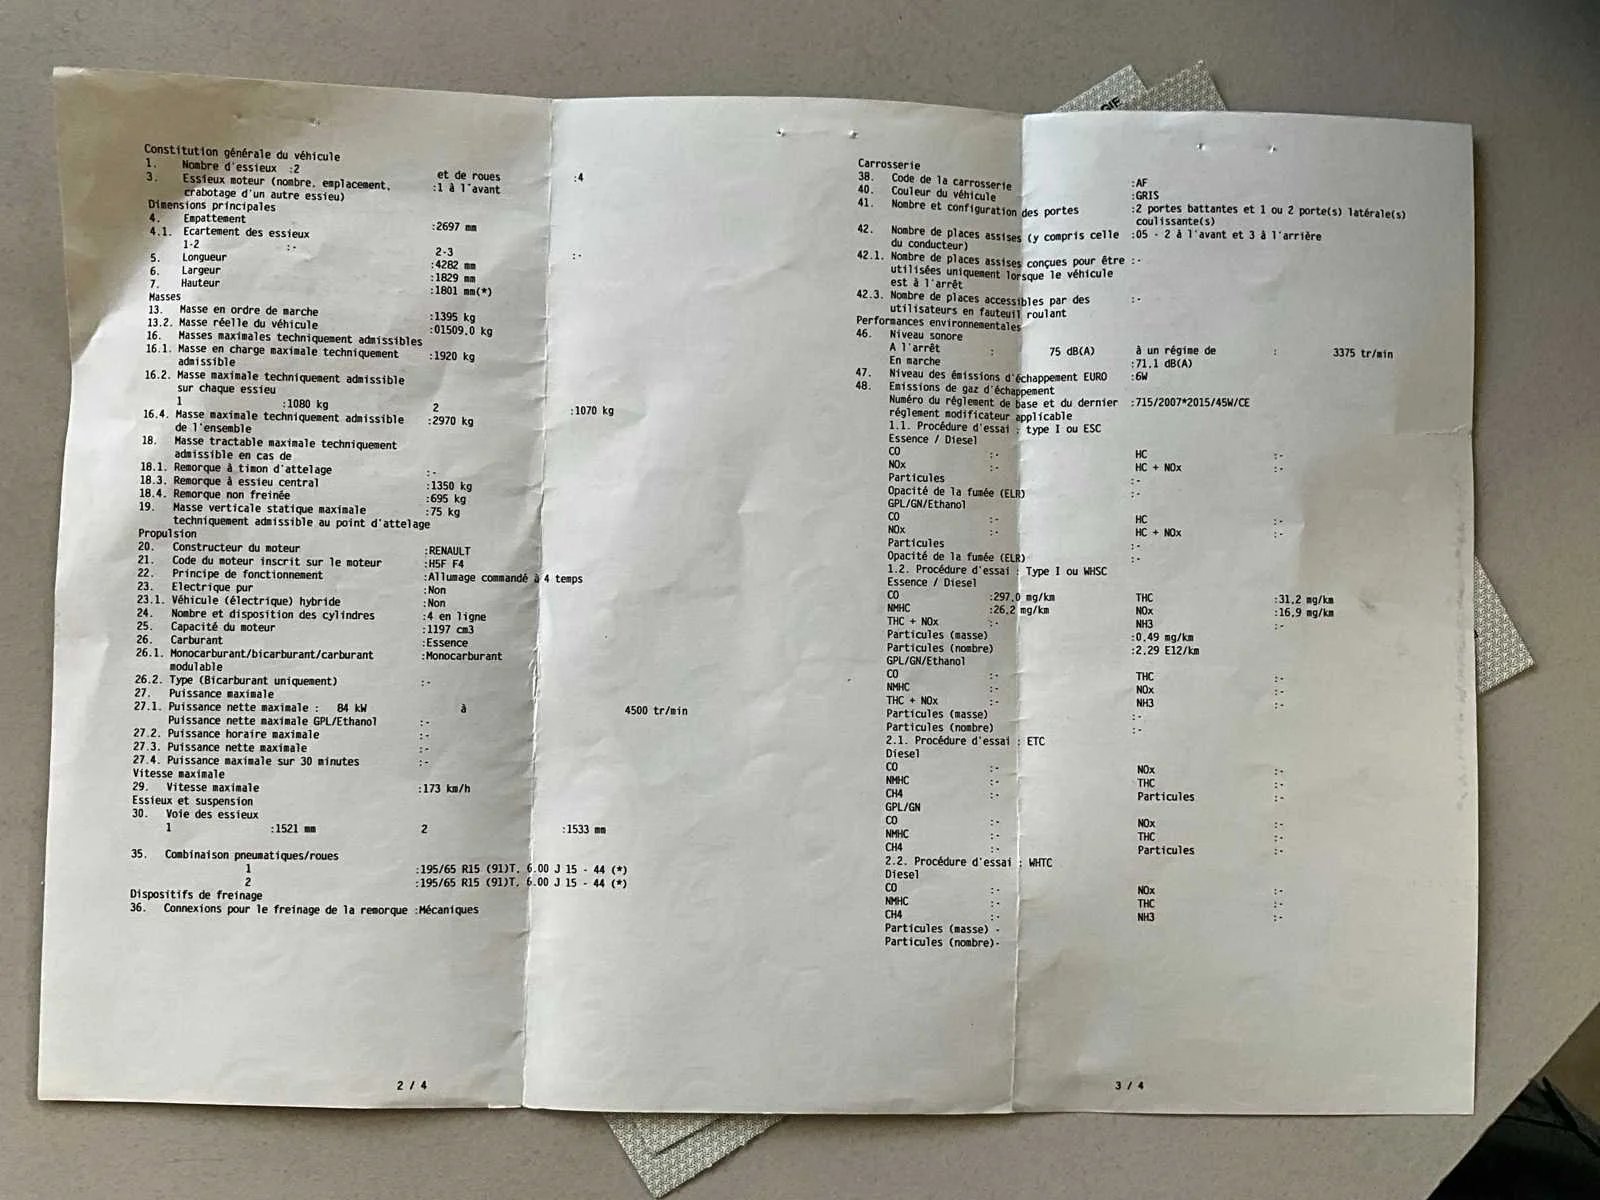 Constitution générale du véhicule
1. Nombre d'essieux :2 et de roues :4
3. Essieux moteur (nombre, emplacement, :1 à l'avant
crabotage d'un autre essieu)
Dimensions principales
4. Empattement :2697 mm
4.1. Ecartement des essieux
1-2 :- 2-3 :-
5. Longueur :4282 mm
6. Largeur :1829 mm
7. Hauteur :1801 mm(*)
Masses
13. Masse en ordre de marche :1395 kg
13.2. Masse réelle du véhicule :01509.0 kg
16. Masses maximales techniquement admissibles
16.1. Masse en charge maximale techniquement :1920 kg
admissible
16.2. Masse maximale techniquement admissible
sur chaque essieu
1 :1080 kg 2 :1070 kg
16.4. Masse maximale techniquement admissible :2970 kg
de l'ensemble
18. Masse tractable maximale techniquement
admissible en cas de
18.1. Remorque à timon d'attelage :-
18.3. Remorque à essieu central :1350 kg
18.4. Remorque non freinée :695 kg
19. Masse verticale statique maximale :75 kg
techniquement admissible au point d'attelage
Propulsion
20. Constructeur du moteur :RENAULT
21. Code du moteur inscrit sur le moteur :H5F F4
22. Principe de fonctionnement :Allumage commandé à 4 temps
23. Electrique pur :Non
23.1. Véhicule (électrique) hybride :Non
24. Nombre et disposition des cylindres :4 en ligne
25. Capacité du moteur :1197 cm3
26. Carburant :Essence
26.1. Monocarburant/bicarburant/carburant :Monocarburant
modulable
26.2. Type (Bicarburant uniquement) :-
27. Puissance maximale
27.1. Puissance nette maximale : 84 kW à 4500 tr/min
Puissance nette maximale GPL/Ethanol :-
27.2. Puissance horaire maximale :-
27.3. Puissance nette maximale :-
27.4. Puissance maximale sur 30 minutes :-
Vitesse maximale
29. Vitesse maximale :173 km/h
Essieux et suspension
30. Voie des essieux
1 :1521 mm 2 :1533 mm
35. Combinaison pneumatiques/roues
1 :195/65 R15 (91)T, 6.00 J 15 - 44 (*)
2 :195/65 R15 (91)T, 6.00 J 15 - 44 (*)
Dispositifs de freinage
36. Connexions pour le freinage de la remorque :Mécaniques
2 / 4
Carrosserie
38. Code de la carrosserie :AF
40. Couleur du véhicule :GRIS
41. Nombre et configuration des portes :2 portes battantes et 1 ou 2 porte(s) latérale(s)
coulissante(s)
42. Nombre de places assises (y compris celle :05 - 2 à l'avant et 3 à l'arrière
du conducteur)
42.1. Nombre de places assises conçues pour être :-
utilisées uniquement lorsque le véhicule
est à l'arrêt
42.3. Nombre de places accessibles par des :-
utilisateurs en fauteuil roulant
Performances environnementales
46. Niveau sonore
A l'arrêt : 75 dB(A) à un régime de : 3375 tr/min
En marche :71,1 dB(A)
47. Niveau des émissions d'échappement EURO :6W
48. Emissions de gaz d'échappement
Numéro du règlement de base et du dernier :715/2007*2015/45W/CE
règlement modificateur applicable
1.1. Procédure d'essai : type I ou ESC
Essence / Diesel
CO :- HC :-
NOx :- HC + NOx :-
Particules :-
Opacité de la fumée (ELR) :-
GPL/GN/Ethanol
CO :- HC :-
NOx :- HC + NOx :-
Particules :-
Opacité de la fumée (ELR) :-
1.2. Procédure d'essai : Type I ou WHSC
Essence / Diesel
CO :297,0 mg/km THC :31,2 mg/km
NMHC :26,2 mg/km NOx :16,9 mg/km
THC + NOx :- NH3 :-
Particules (masse) :0,49 mg/km
Particules (nombre) :2.29 E12/km
GPL/GN/Ethanol
CO :- THC :-
NMHC :- NOx :-
THC + NOx :- NH3 :-
Particules (masse) :-
Particules (nombre) :-
2.1. Procédure d'essai : ETC
Diesel
CO :- NOx :-
NMHC :- THC :-
CH4 :- Particules :-
GPL/GN
CO :- NOx :-
NMHC :- THC :-
CH4 :- Particules :-
2.2. Procédure d'essai : WHTC
Diesel
CO :- NOx :-
NMHC :- THC :-
CH4 :- NH3 :-
Particules (masse) -
Particules (nombre)-
3 / 4